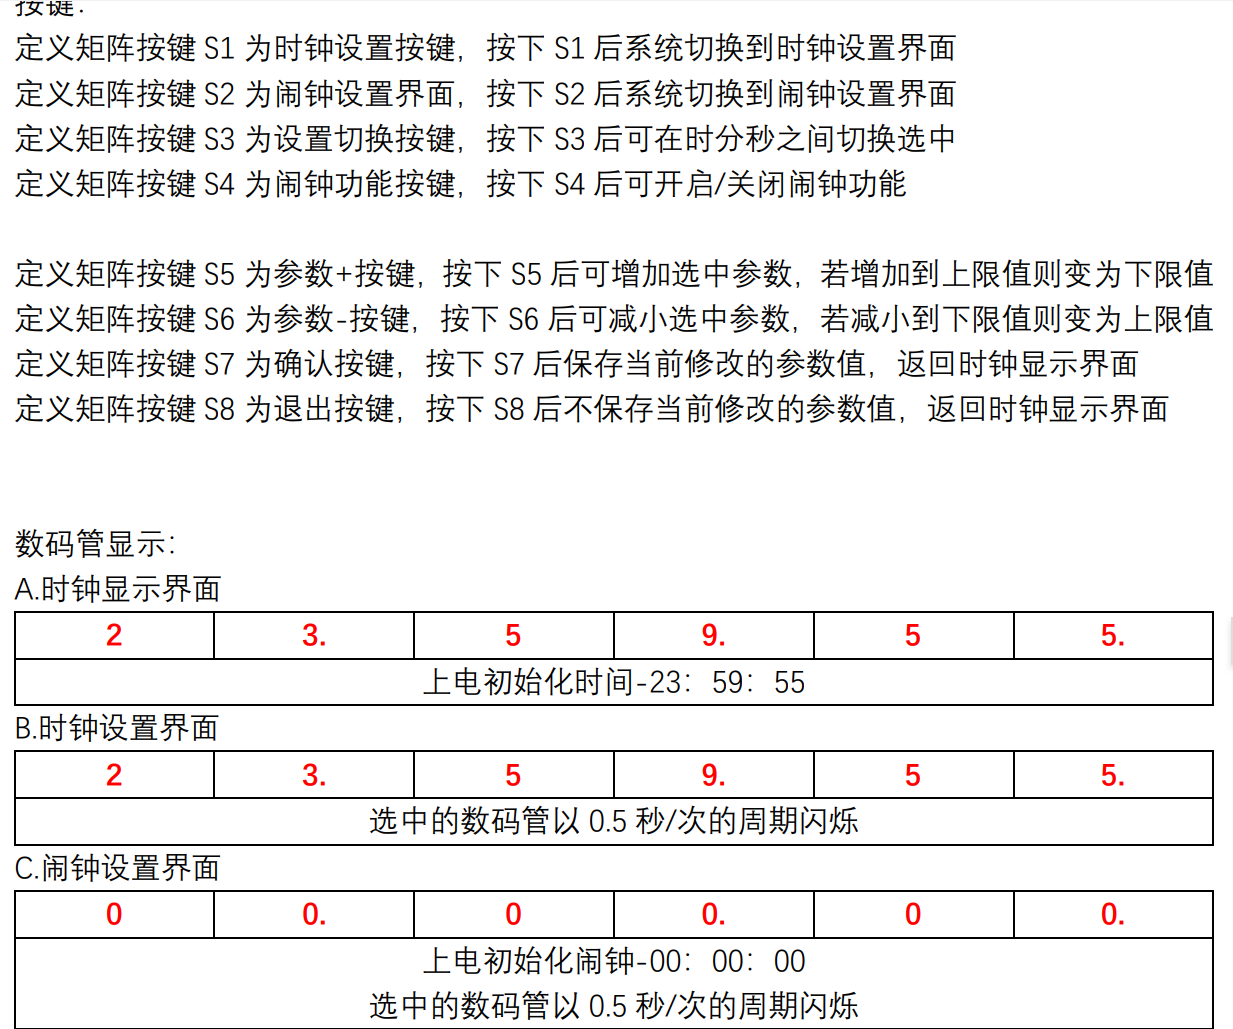 按键：
定义矩阵按键 S1 为时钟设置按键，按下 S1 后系统切换到时钟设置界面
定义矩阵按键 S2 为闹钟设置界面，按下 S2 后系统切换到闹钟设置界面
定义矩阵按键 S3 为设置切换按键，按下 S3 后可在时分秒之间切换选中
定义矩阵按键 S4 为闹钟功能按键，按下 S4 后可开启/关闭闹钟功能
定义矩阵按键 S5 为参数+按键，按下 S5 后可增加选中参数，若增加到上限值则变为下限值
定义矩阵按键 S6 为参数-按键，按下 S6 后可减小选中参数，若减小到下限值则变为上限值
定义矩阵按键 S7 为确认按键，按下 S7 后保存当前修改的参数值，返回时钟显示界面
定义矩阵按键 S8 为退出按键，按下 S8 后不保存当前修改的参数值，返回时钟显示界面
数码管显示：
A.时钟显示界面
2 3. 5 9. 5 5.
上电初始化时间-23：59：55
B.时钟设置界面
2 3. 5 9. 5 5.
选中的数码管以 0.5 秒/次的周期闪烁
C.闹钟设置界面
0 0. 0 0. 0 0.
上电初始化闹钟-00：00：00
选中的数码管以 0.5 秒/次的周期闪烁